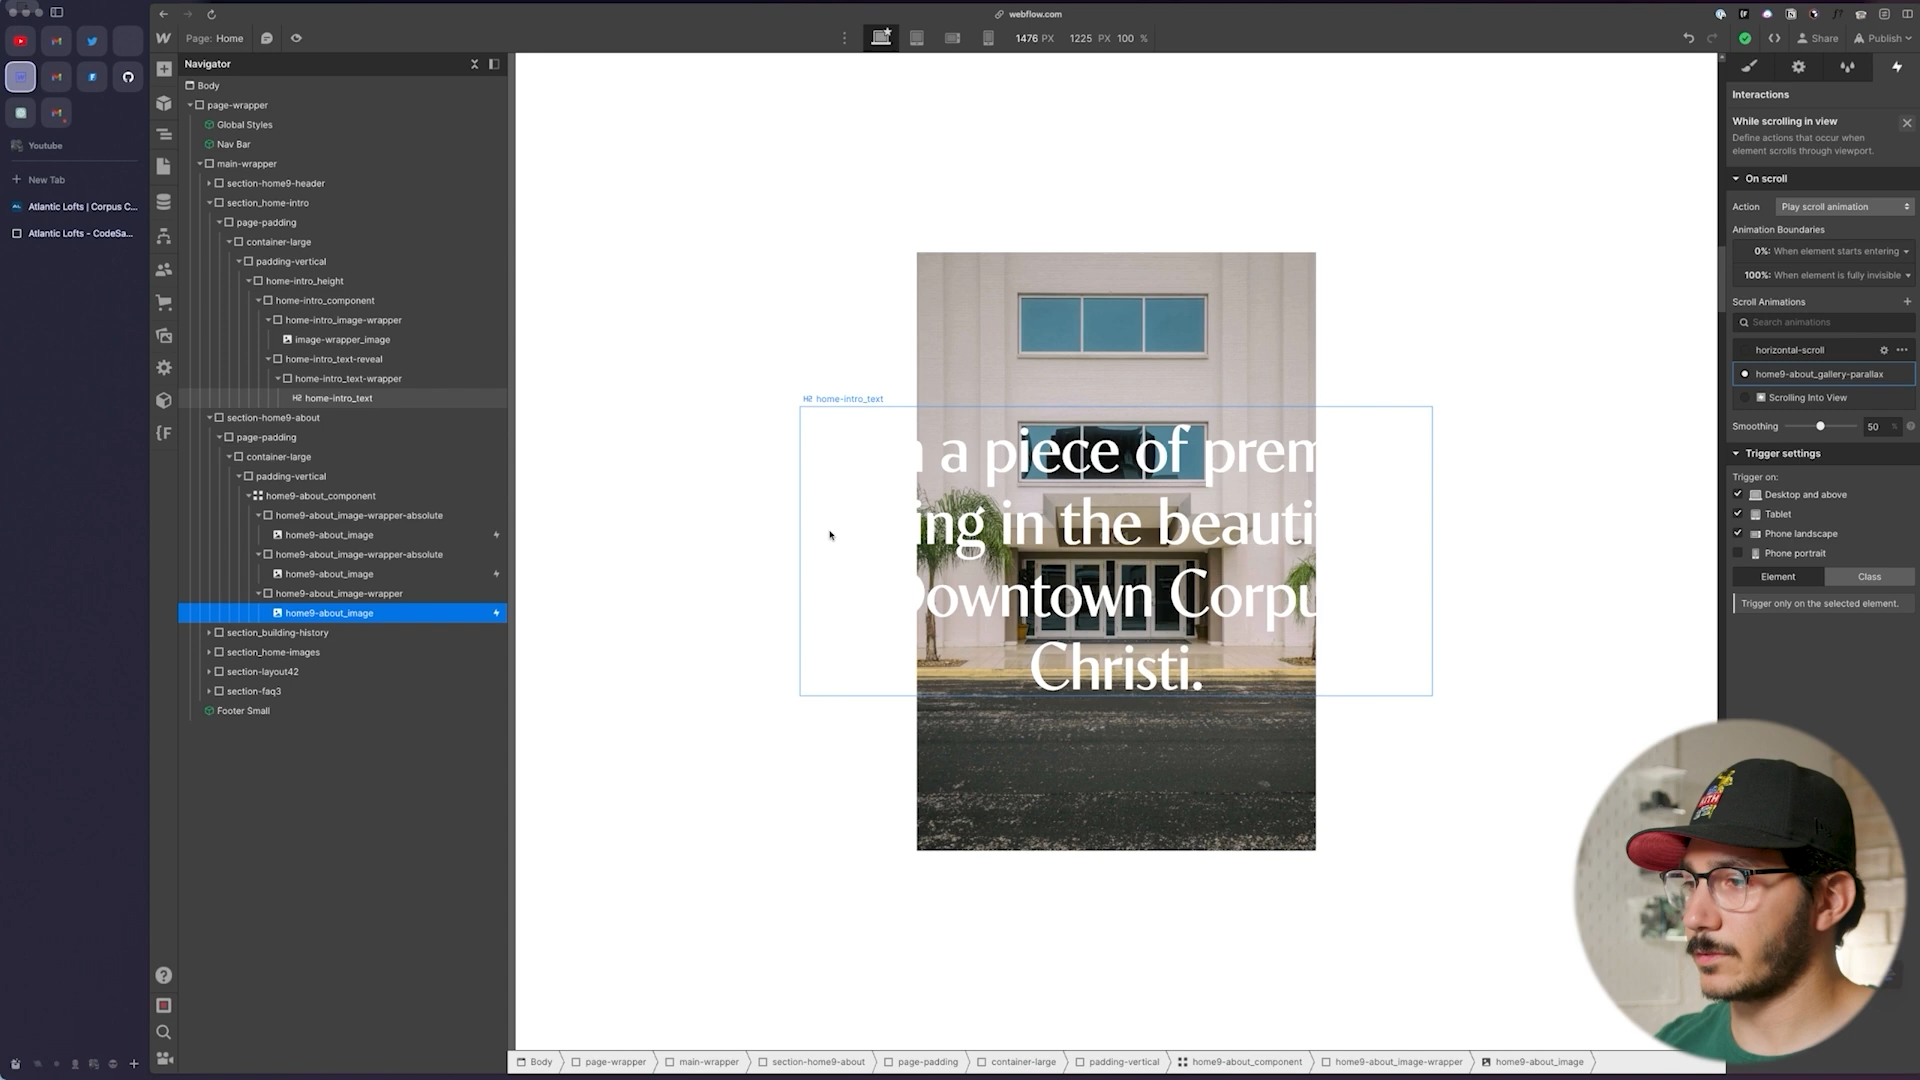 webflow.com
Page: Home
1476 PX 1225 PX 100 %
Share
Publish
Youtube
New Tab
Atlantic Lofts | Corpus C...
Atlantic Lofts - CodeSa...
Navigator
Body
page-wrapper
Global Styles
Nav Bar
main-wrapper
section-home9-header
section_home-intro
page-padding
container-large
padding-vertical
home-intro_height
home-intro_component
home-intro_image-wrapper
image-wrapper_image
home-intro_text-reveal
home-intro_text-wrapper
H2 home-intro_text
section-home9-about
page-padding
container-large
padding-vertical
home9-about_component
home9-about_image-wrapper-absolute
home9-about_image
home9-about_image-wrapper-absolute
home9-about_image
home9-about_image-wrapper
home9-about_image
section_building-history
section_home-images
section-layout42
section-faq3
Footer Small
H2 home-intro_text
a piece of prem
ing in the beauti
Downtown Corpu
Christi.
Interactions
While scrolling in view
Define actions that occur when
element scrolls through viewport.
On scroll
Action Play scroll animation
Animation Boundaries
0%: When element starts entering
100%: When element is fully invisible
Scroll Animations
Search animations
horizontal-scroll
home9-about_gallery-parallax
Scrolling Into View
Smoothing 50 %
Trigger settings
Trigger on:
Desktop and above
Tablet
Phone landscape
Phone portrait
Element Class
Trigger only on the selected element.
Body page-wrapper main-wrapper section-home9-about page-padding container-large padding-vertical home9-about_component home9-about_image-wrapper home9-about_image